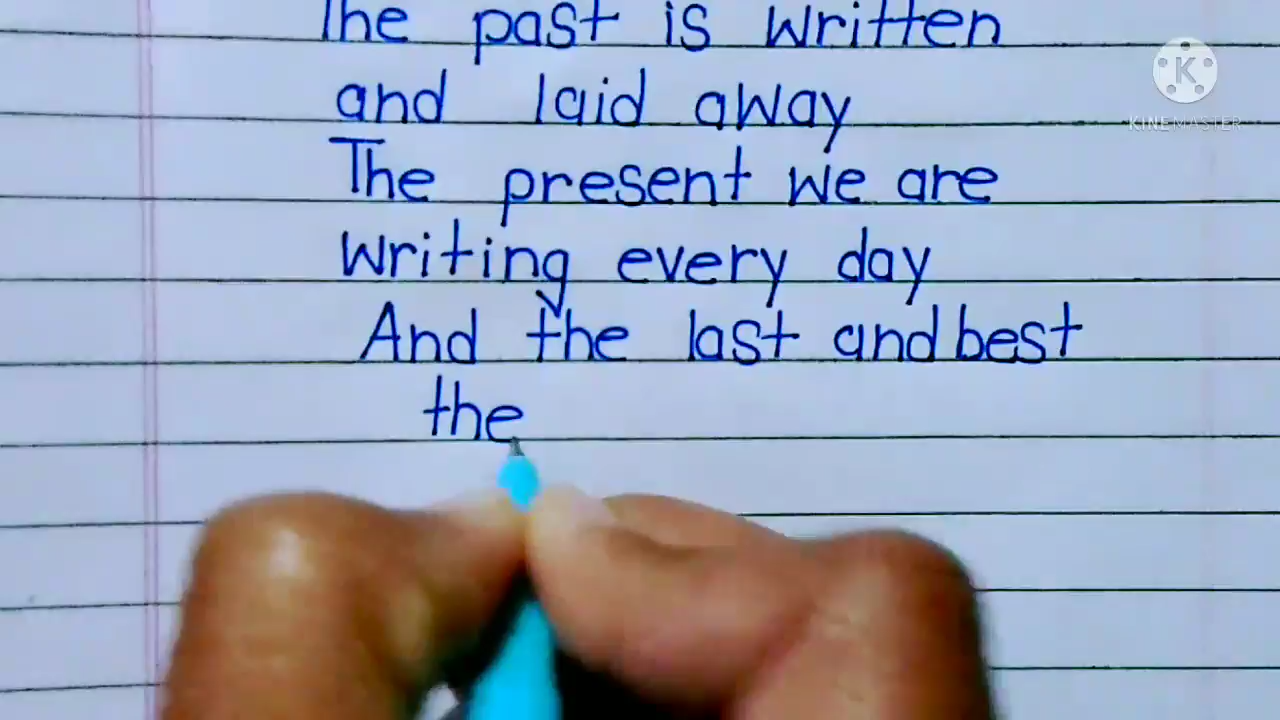 The past is written
and laid away
The present we are
writing every day
And the last and best
the
K
KINEMASTER